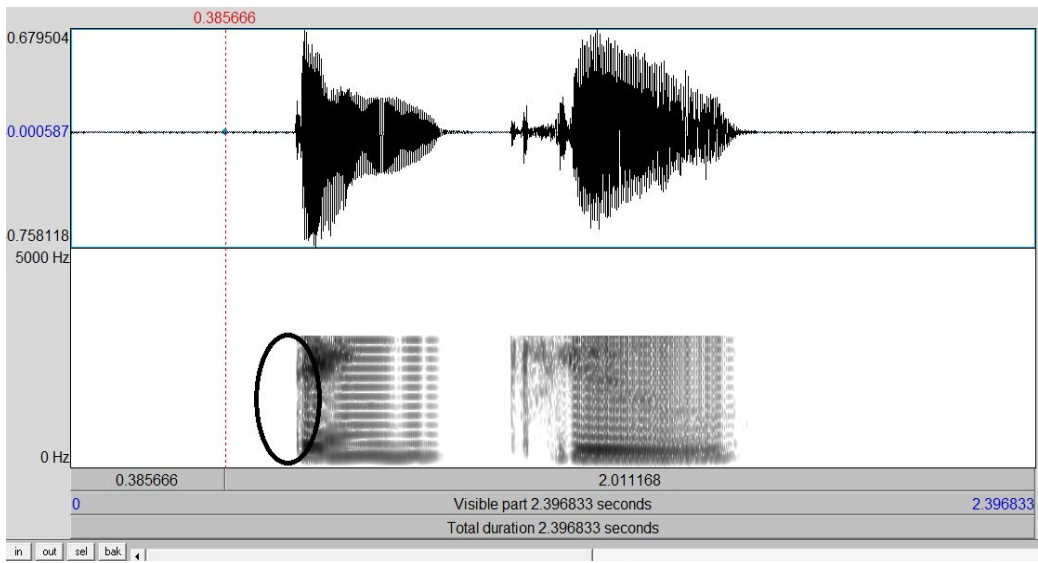 0.385666
0.679504
-0.000587
0.758118
5000 Hz
0 Hz
0.385666 2.011168
0 Visible part 2.396833 seconds 2.396833
Total duration 2.396833 seconds
in out sel bak